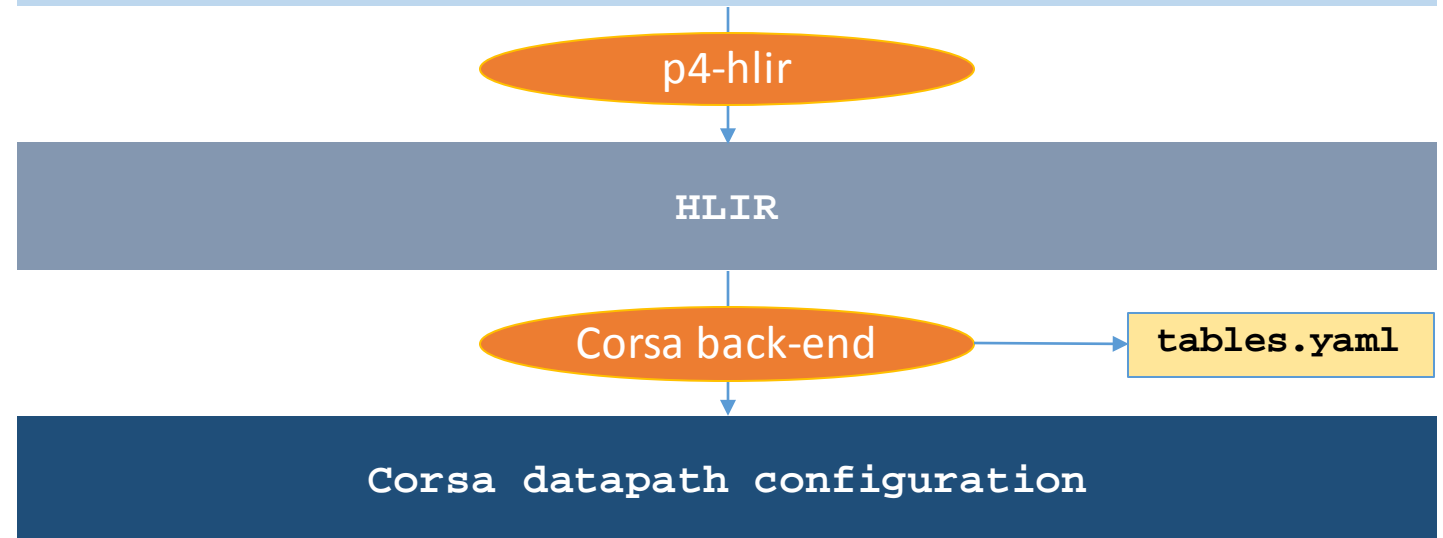 p4-hlir
HLIR
Corsa back-end
tables.yaml
Corsa datapath configuration